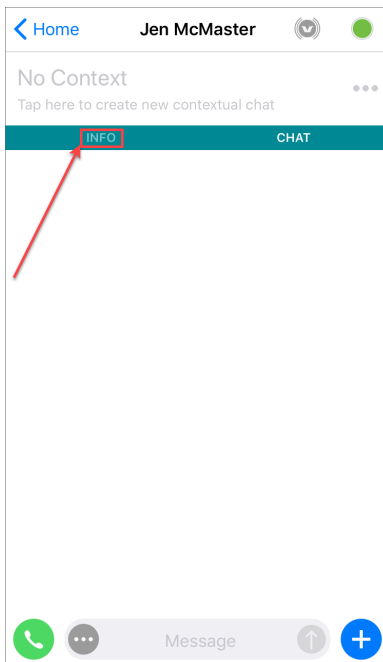 Home Jen McMaster
No Context
Tap here to create new contextual chat
INFO CHAT
Message